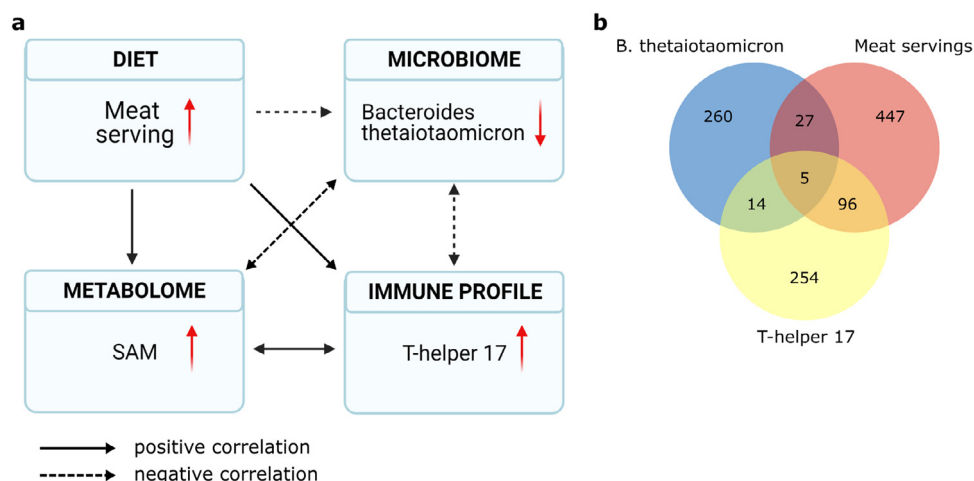 a
DIET
Meat
serving
MICROBIOME
Bacteroides
thetaiotaomicron
METABOLOME
SAM
IMMUNE PROFILE
T-helper 17
positive correlation
negative correlation
b
B. thetaiotaomicron
Meat servings
260
27
447
5
14
96
254
T-helper 17